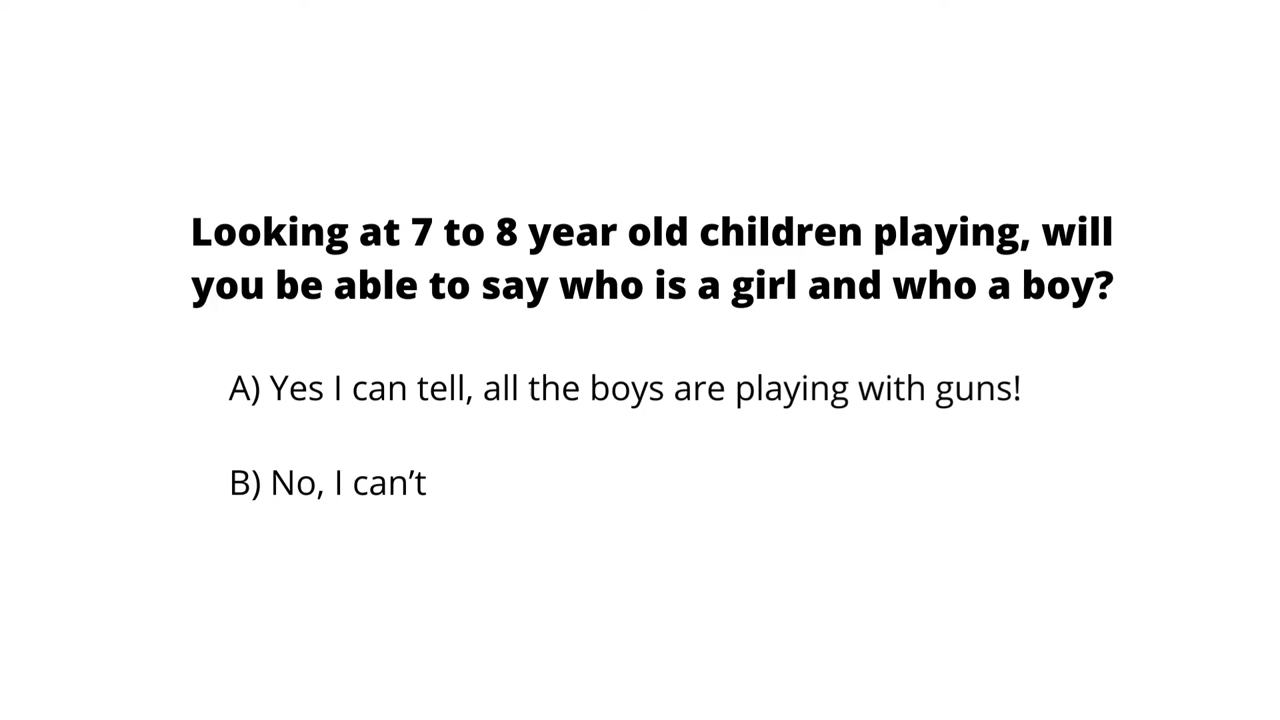 Looking at 7 to 8 year old children playing, will
you be able to say who is a girl and who a boy?
A) Yes I can tell, all the boys are playing with guns!
B) No, I can’t